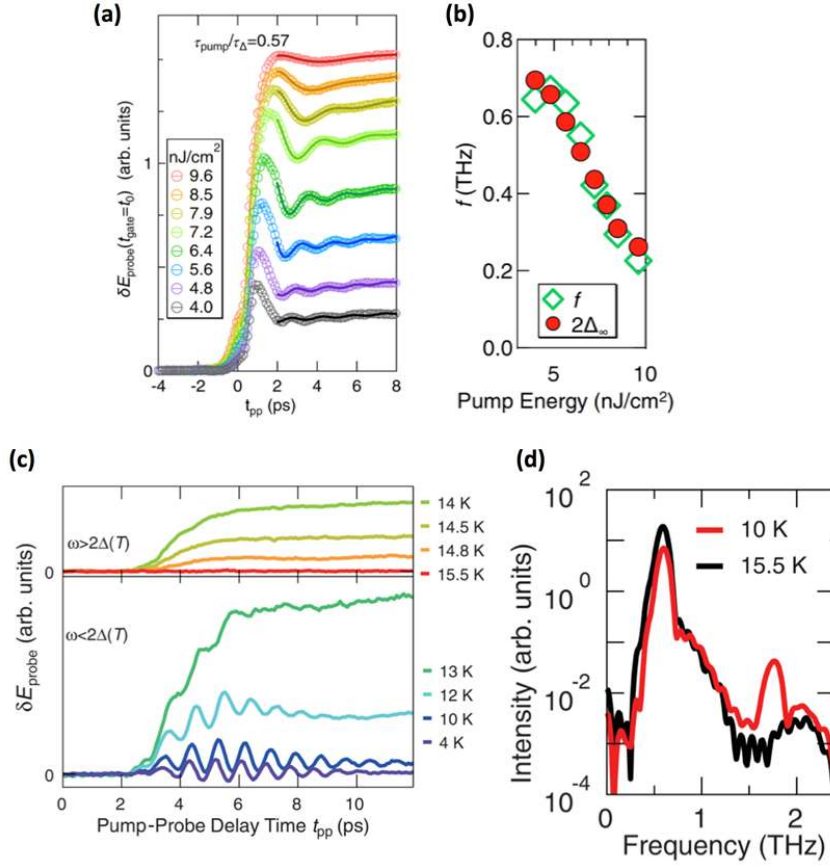 (a)
τpump/τΔ=0.57
nJ/cm²
9.6
8.5
7.9
7.2
6.4
5.6
4.8
4.0
δEprobe(tgate=t0) (arb. units)
1
0
-4 -2 0 2 4 6 8
tpp (ps)
(b)
0.8
0.6
0.4
0.2
0.0
f (THz)
f
2Δ∞
5 10
Pump Energy (nJ/cm²)
(c)
ω>2Δ(T)
14 K
14.5 K
14.8 K
15.5 K
0
ω<2Δ(T)
13 K
12 K
10 K
4 K
0
δEprobe (arb. units)
0 2 4 6 8 10
Pump-Probe Delay Time tpp (ps)
(d)
10 K
15.5 K
10²
10⁰
10⁻²
10⁻⁴
Intensity (arb. units)
0 1 2
Frequency (THz)